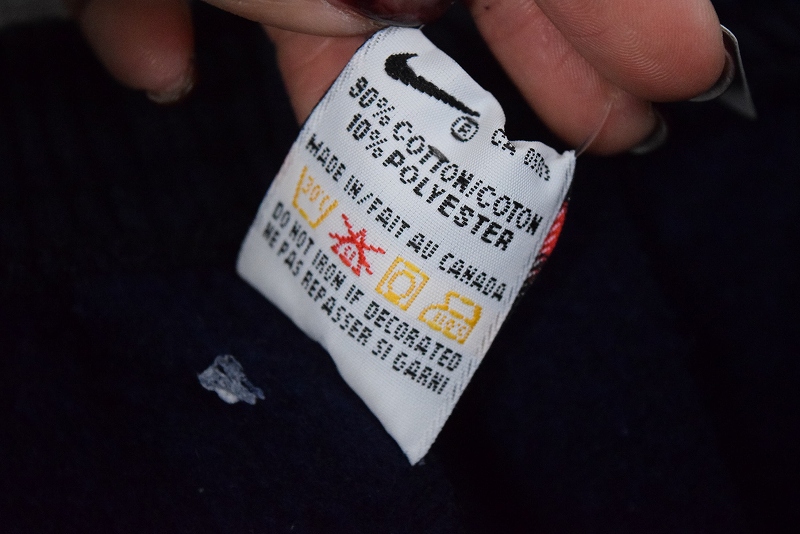 ®
90% COTTON/COTON
10% POLYESTER
MADE IN/FAIT AU CANADA
30°C
DO NOT IRON IF DECORATED
NE PAS REPASSER SI GARNI